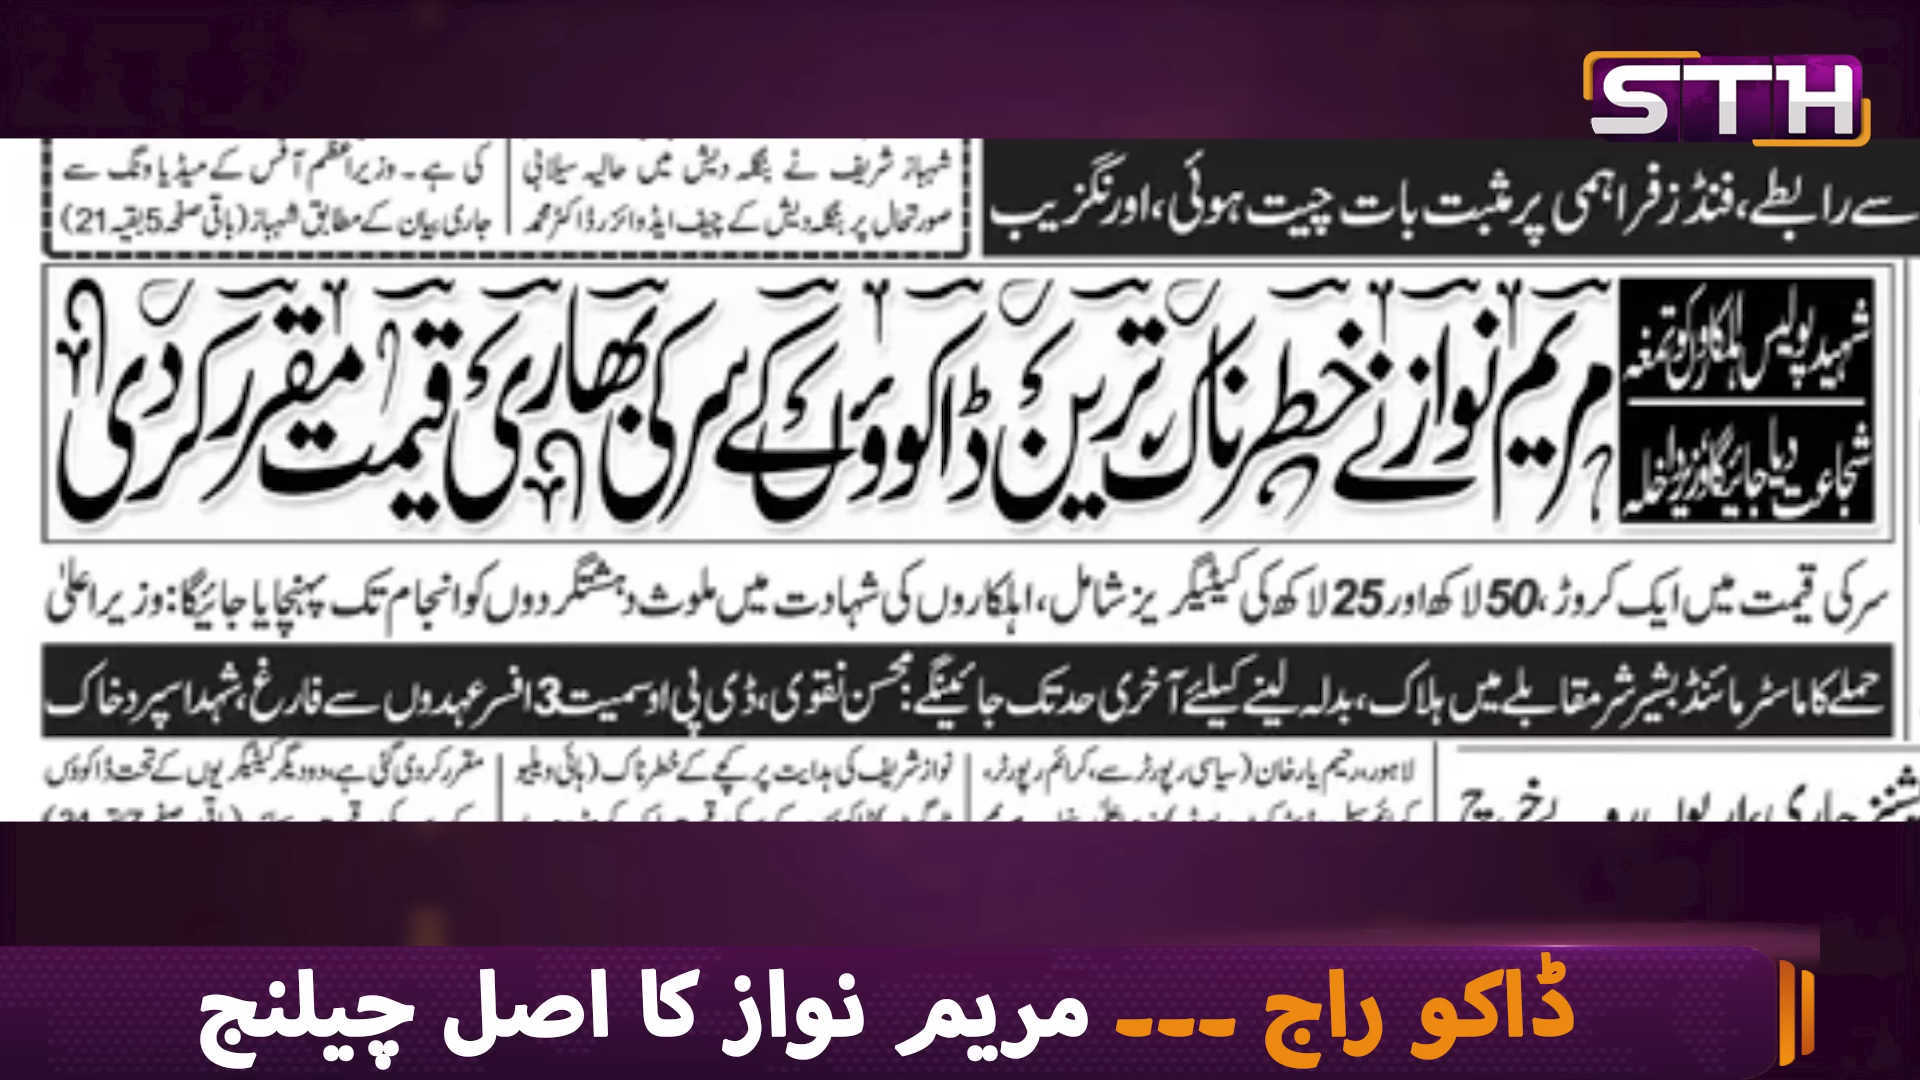 STH
سے رابطے، فنڈز فراہمی پر مثبت بات چیت ہوئی، اورنگزیب
شہباز شریف نے بنگلہ دیش میں حالیہ سیلابی
صورتحال پر بنگلہ دیش کے چیف ایڈوائزر ڈاکٹر محمد
کی ہے ۔ وزیراعظم آفس کے میڈیا ونگ سے
جاری بیان کے مطابق شہباز (باقی صفحہ 5 بقیہ 21)
شہید پولیس اہلکاروں کو تمغہ
شجاعت دیا جائیگا، وزیر داخلہ
مریم نواز نے خطرناک ترین ڈاکوؤں کے سر کی بھاری قیمت مقرر کر دی
سر کی قیمت میں ایک کروڑ، 50 لاکھ اور 25 لاکھ کی کیٹیگریز شامل، اہلکاروں کی شہادت میں ملوث دہشتگردوں کو انجام تک پہنچایا جائیگا: وزیراعلیٰ
حملے کا ماسٹر مائنڈ بشیر شر مقابلے میں ہلاک، بدلہ لینے کیلئے آخری حد تک جائینگے: محسن نقوی، ڈی پی او سمیت 3 افسر عہدوں سے فارغ، شہدا سپرد خاک
لاہور، رحیم یار خان (سیاسی رپورٹر سے، کرائم رپورٹر،
نواز شریف کی ہدایت پر کچے کے خطرناک (ہائی ویلیو
مقرر کردی گئی ہے، دو دیگر کیٹیگریوں کے تحت ڈاکوؤں
ڈاکو راج --- مریم نواز کا اصل چیلنج